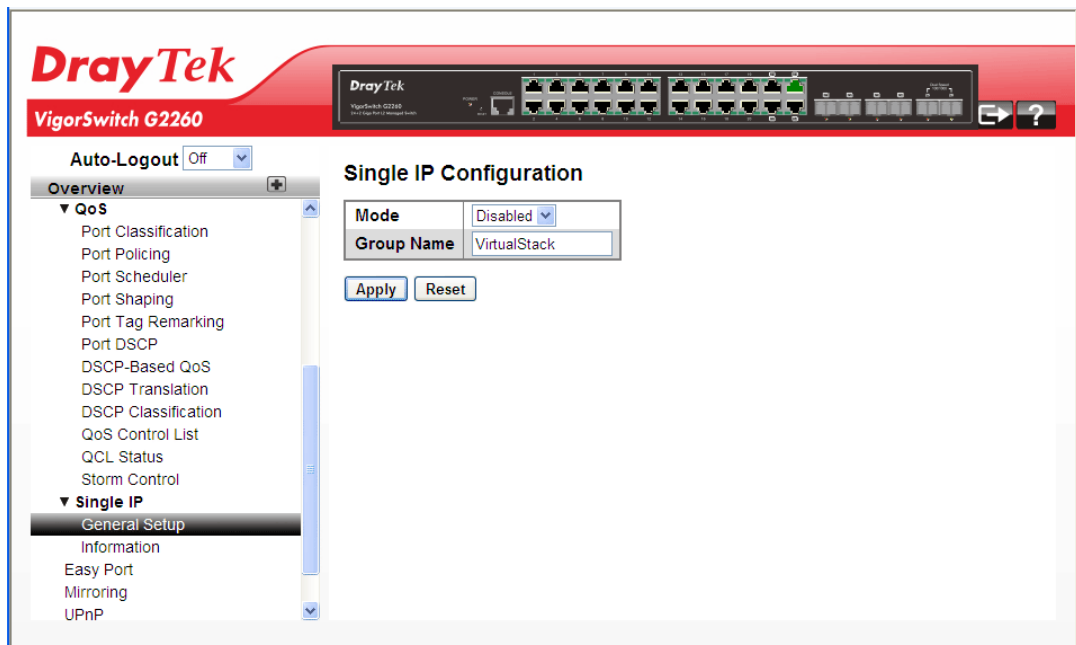 DrayTek
VigorSwitch G2260
DrayTek
VigorSwitch G2260
POWER
CONSOLE
?
Auto-Logout Off
Overview
▼ QoS
Port Classification
Port Policing
Port Scheduler
Port Shaping
Port Tag Remarking
Port DSCP
DSCP-Based QoS
DSCP Translation
DSCP Classification
QoS Control List
QCL Status
Storm Control
▼ Single IP
General Setup
Information
Easy Port
Mirroring
UPnP
Single IP Configuration
Mode Disabled
Group Name VirtualStack
Apply Reset